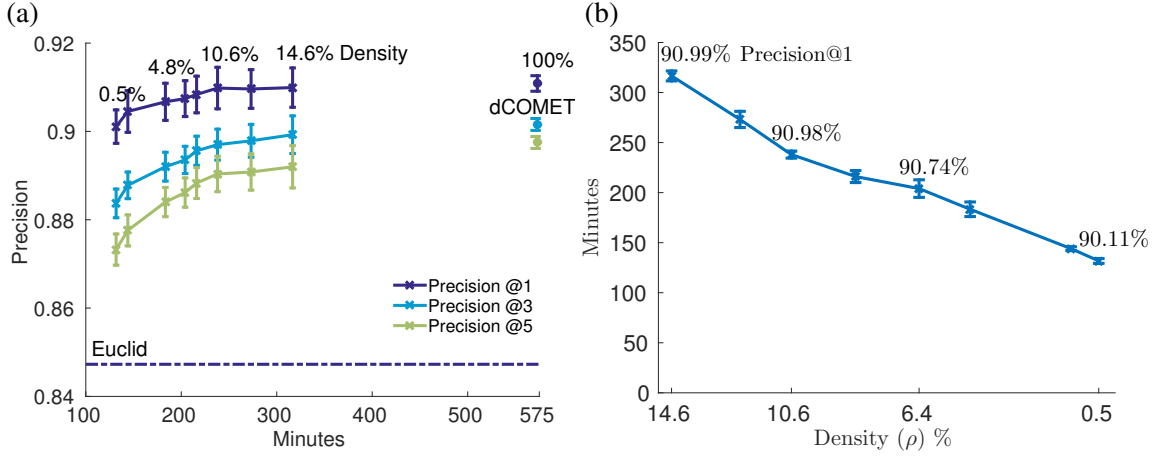 (a)
0.92
0.9
0.88
0.86
0.84
Precision
0.5%
4.8%
10.6%
14.6% Density
100%
dCOMET
Precision @1
Precision @3
Precision @5
Euclid
100
200
300
400
500
575
Minutes
(b)
350
300
250
200
150
100
50
0
Minutes
90.99% Precision@1
90.98%
90.74%
90.11%
14.6
10.6
6.4
0.5
Density (ρ) %